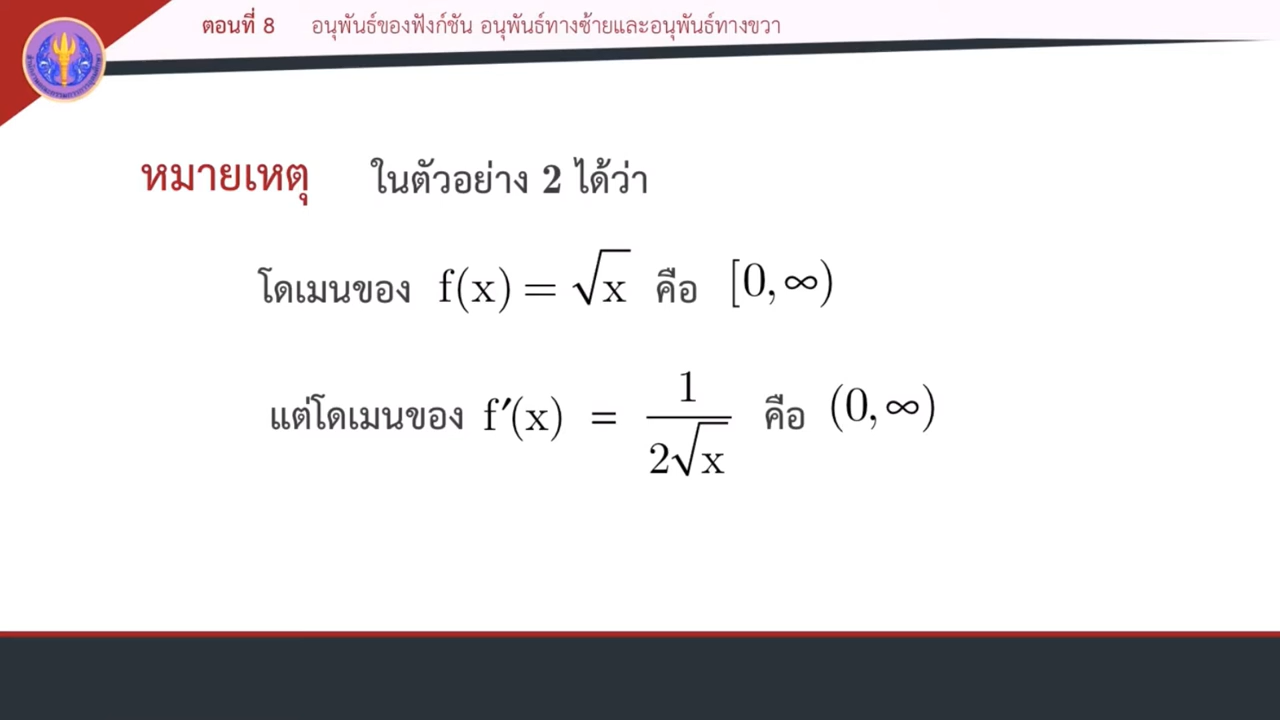 ตอนที่ 8 อนุพันธ์ของฟังก์ชัน อนุพันธ์ทางซ้ายและอนุพันธ์ทางขวา
หมายเหตุ ในตัวอย่าง 2 ได้ว่า
โดเมนของ f(x) = √x คือ [0,∞)
แต่โดเมนของ f′(x) = 1/(2√x) คือ (0,∞)